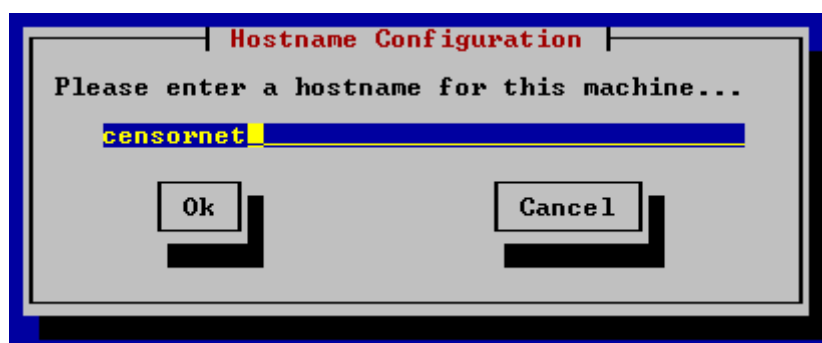 Hostname Configuration
Please enter a hostname for this machine...
censornet
Ok Cancel